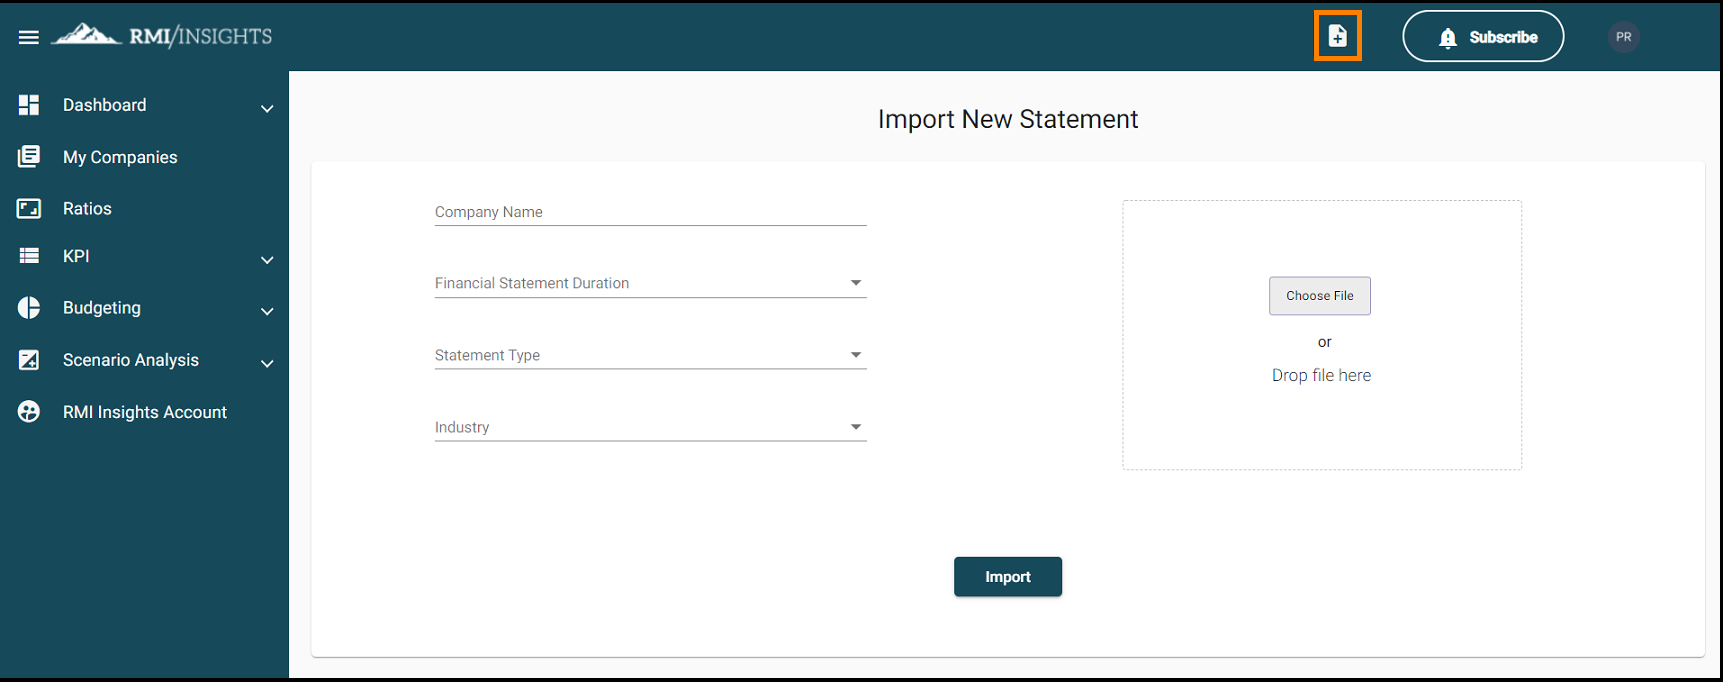 RMI/INSIGHTS
Subscribe
PR
Dashboard
My Companies
Ratios
KPI
Budgeting
Scenario Analysis
RMI Insights Account
Import New Statement
Company Name
Financial Statement Duration
Statement Type
Industry
Choose File
or
Drop file here
Import